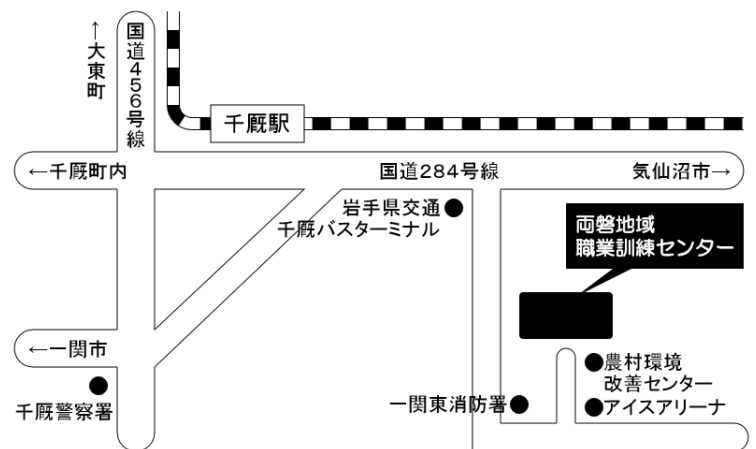 ←大東町
国道456号線
千厩駅
←千厩町内
国道284号線
気仙沼市→
岩手県交通
千厩バスターミナル
両磐地域
職業訓練センター
←一関市
千厩警察署
農村環境
改善センター
一関東消防署
アイスアリーナ